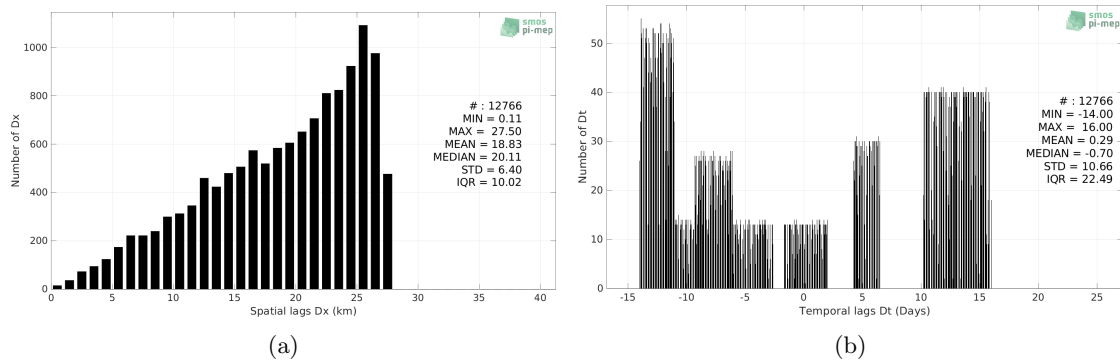 smos
pi-mep
1000
800
600
400
200
0
Number of Dx
# : 12766
MIN = 0.11
MAX = 27.50
MEAN = 18.83
MEDIAN = 20.11
STD = 6.40
IQR = 10.02
0 5 10 15 20 25 30 35 40
Spatial lags Dx (km)
(a)
smos
pi-mep
50
40
30
20
10
0
Number of Dt
# : 12766
MIN = -14.00
MAX = 16.00
MEAN = 0.29
MEDIAN = -0.70
STD = 10.66
IQR = 22.49
-15 -10 -5 0 5 10 15 20 25
Temporal lags Dt (Days)
(b)